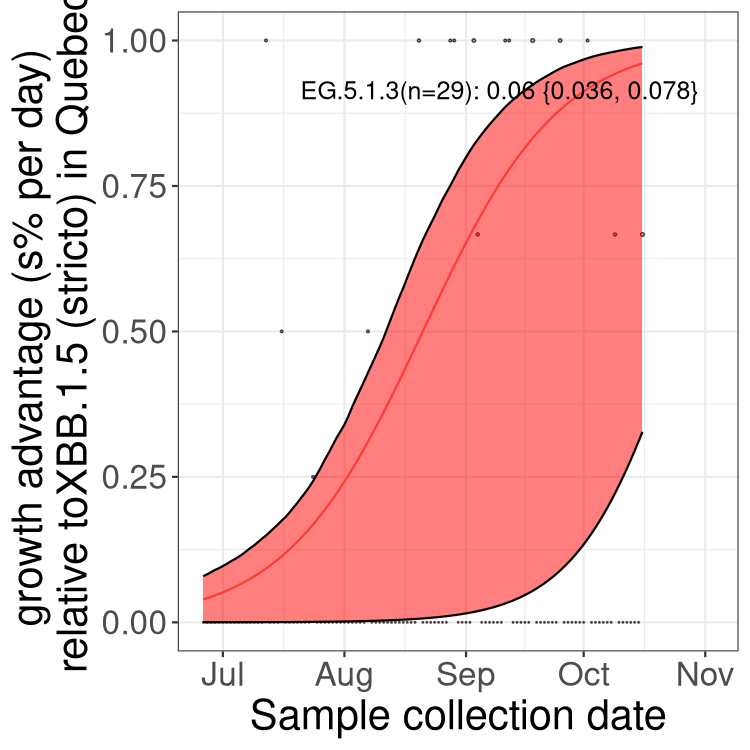 growth advantage (s% per day)
relative toXBB.1.5 (stricto) in Quebec
1.00
0.75
0.50
0.25
0.00
EG.5.1.3(n=29): 0.06 {0.036, 0.078}
Jul Aug Sep Oct Nov
Sample collection date